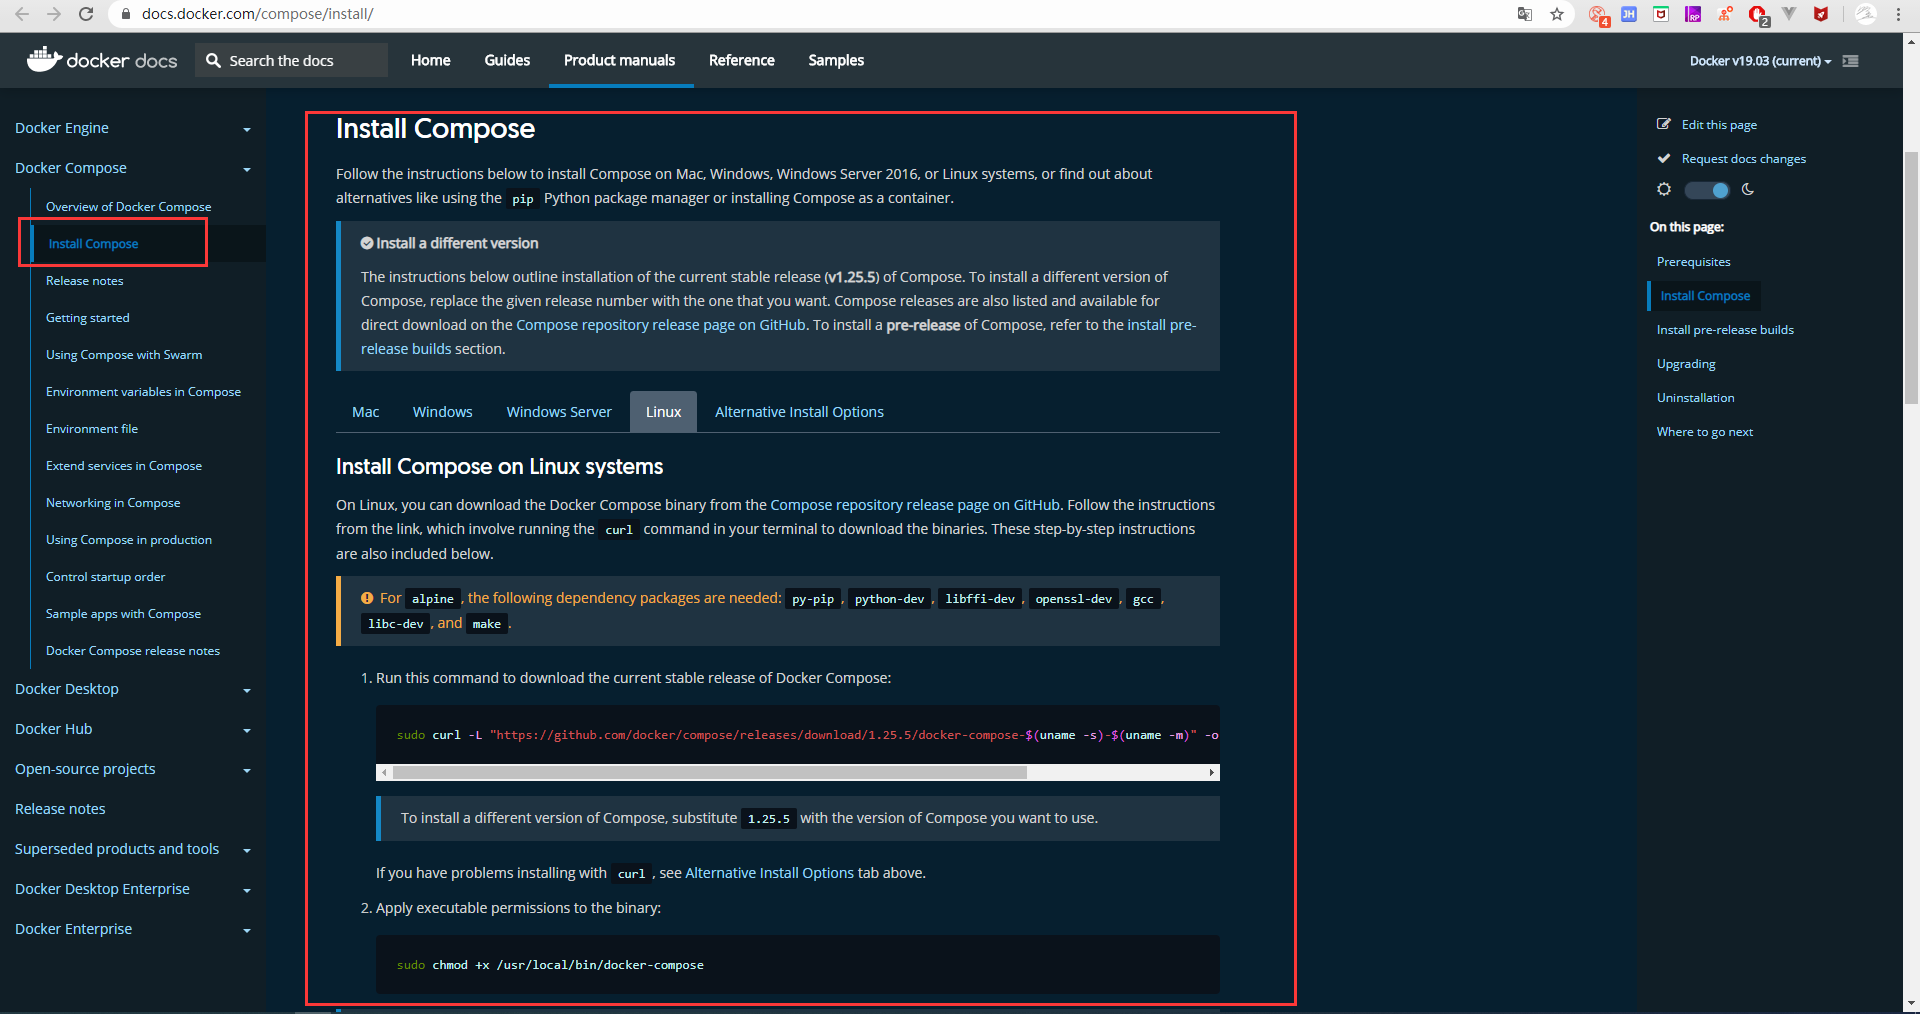 docs.docker.com/compose/install/
4
JH
RP
2
docker docs
Search the docs
Home
Guides
Product manuals
Reference
Samples
Docker v19.03 (current)
Docker Engine
Docker Compose
Overview of Docker Compose
Install Compose
Release notes
Getting started
Using Compose with Swarm
Environment variables in Compose
Environment file
Extend services in Compose
Networking in Compose
Using Compose in production
Control startup order
Sample apps with Compose
Docker Compose release notes
Docker Desktop
Docker Hub
Open-source projects
Release notes
Superseded products and tools
Docker Desktop Enterprise
Docker Enterprise
Install Compose
Follow the instructions below to install Compose on Mac, Windows, Windows Server 2016, or Linux systems, or find out about
alternatives like using the pip Python package manager or installing Compose as a container.
Install a different version
The instructions below outline installation of the current stable release (v1.25.5) of Compose. To install a different version of
Compose, replace the given release number with the one that you want. Compose releases are also listed and available for
direct download on the Compose repository release page on GitHub. To install a pre-release of Compose, refer to the install pre-
release builds section.
Mac
Windows
Windows Server
Linux
Alternative Install Options
Install Compose on Linux systems
On Linux, you can download the Docker Compose binary from the Compose repository release page on GitHub. Follow the instructions
from the link, which involve running the curl command in your terminal to download the binaries. These step-by-step instructions
are also included below.
For alpine, the following dependency packages are needed: py-pip, python-dev, libffi-dev, openssl-dev, gcc,
libc-dev, and make.
1. Run this command to download the current stable release of Docker Compose:
sudo curl -L "https://github.com/docker/compose/releases/download/1.25.5/docker-compose-$(uname -s)-$(uname -m)" -o
To install a different version of Compose, substitute 1.25.5 with the version of Compose you want to use.
If you have problems installing with curl, see Alternative Install Options tab above.
2. Apply executable permissions to the binary:
sudo chmod +x /usr/local/bin/docker-compose
Edit this page
Request docs changes
On this page:
Prerequisites
Install Compose
Install pre-release builds
Upgrading
Uninstallation
Where to go next